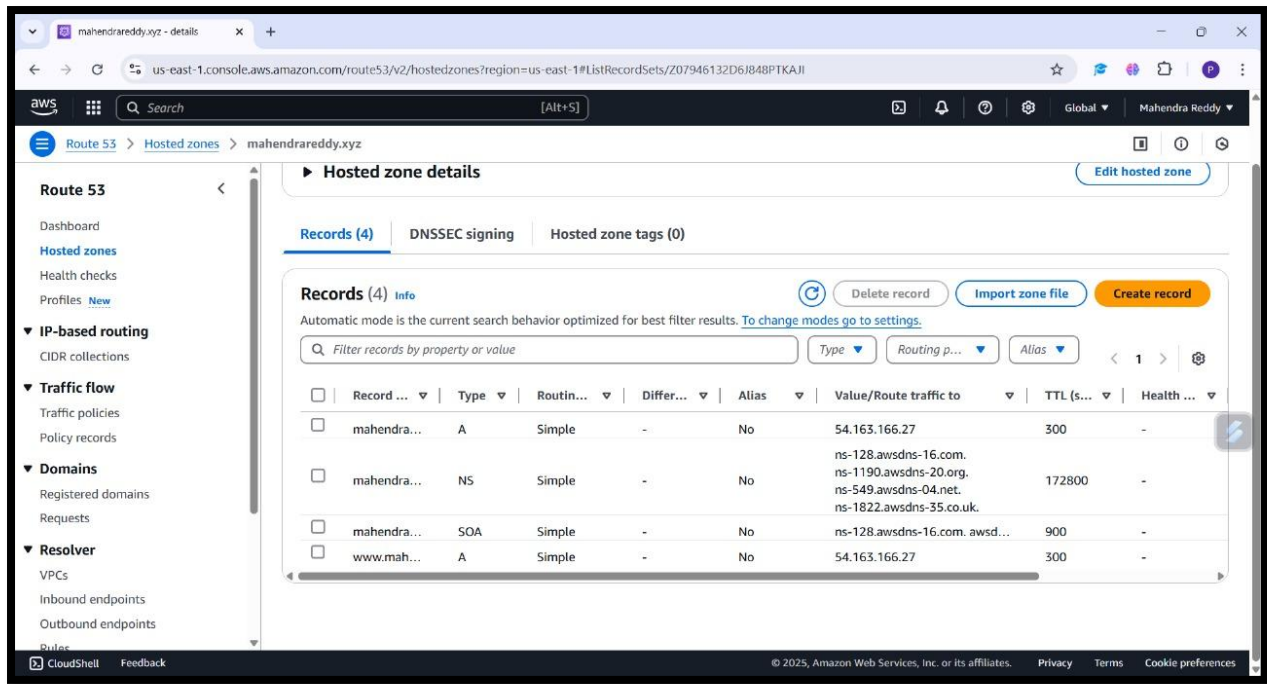 mahendrareddy.xyz - details
us-east-1.console.aws.amazon.com/route53/v2/hostedzones?region=us-east-1#ListRecordSets/Z07946132D6J848PTKAJI
P
aws Search [Alt+S] Global Mahendra Reddy
Route 53 > Hosted zones > mahendrareddy.xyz
Route 53
Dashboard
Hosted zones
Health checks
Profiles New
IP-based routing
CIDR collections
Traffic flow
Traffic policies
Policy records
Domains
Registered domains
Requests
Resolver
VPCs
Inbound endpoints
Outbound endpoints
Rules
Hosted zone details Edit hosted zone
Records (4) DNSSEC signing Hosted zone tags (0)
Records (4) Info Delete record Import zone file Create record
Automatic mode is the current search behavior optimized for best filter results. To change modes go to settings.
Filter records by property or value Type Routing p... Alias 1
Record ... Type Routin... Differ... Alias Value/Route traffic to TTL (s... Health ...
mahendra... A Simple - No 54.163.166.27 300 -
ns-128.awsdns-16.com.
ns-1190.awsdns-20.org.
mahendra... NS Simple - No 172800 -
ns-549.awsdns-04.net.
ns-1822.awsdns-35.co.uk.
mahendra... SOA Simple - No ns-128.awsdns-16.com. awsd... 900 -
www.mah... A Simple - No 54.163.166.27 300 -
CloudShell Feedback © 2025, Amazon Web Services, Inc. or its affiliates. Privacy Terms Cookie preferences